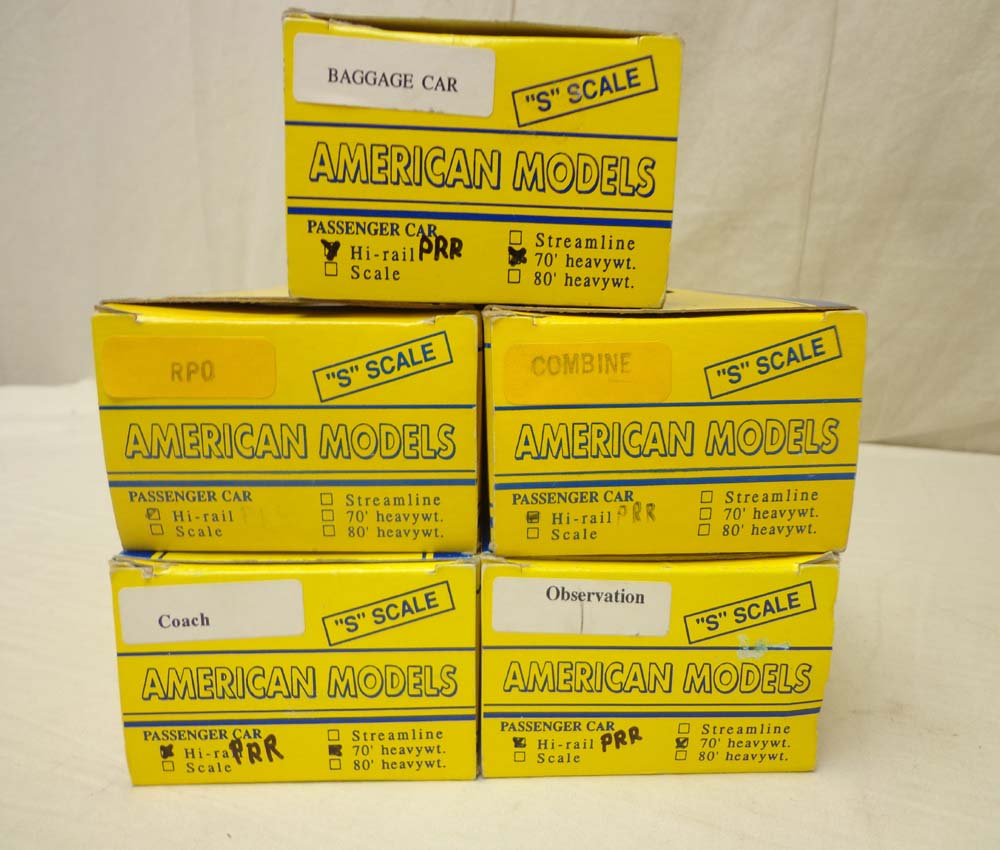 BAGGAGE CAR
"S" SCALE
AMERICAN MODELS
PASSENGER CAR
Hi-rail PRR
Scale
Streamline
70' heavywt.
80' heavywt.
RPO
"S" SCALE
AMERICAN MODELS
PASSENGER CAR
Hi-rail
Scale
Streamline
70' heavywt.
80' heavywt.
COMBINE
"S" SCALE
AMERICAN MODELS
PASSENGER CAR
Hi-rail PRR
Scale
Streamline
70' heavywt.
80' heavywt.
Coach
"S" SCALE
AMERICAN MODELS
PASSENGER CAR
Hi-ra PRR
Scale
Streamline
70' heavywt.
80' heavywt.
Observation
"S" SCALE
AMERICAN MODELS
PASSENGER CAR
Hi-rail PRR
Scale
Streamline
70' heavywt.
80' heavywt.